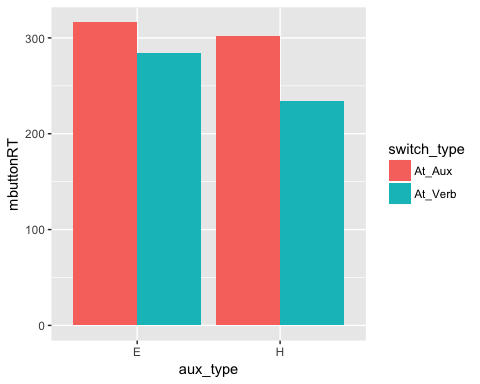 mbuttonRT
300
200
100
0
E
H
aux_type
switch_type
At_Aux
At_Verb